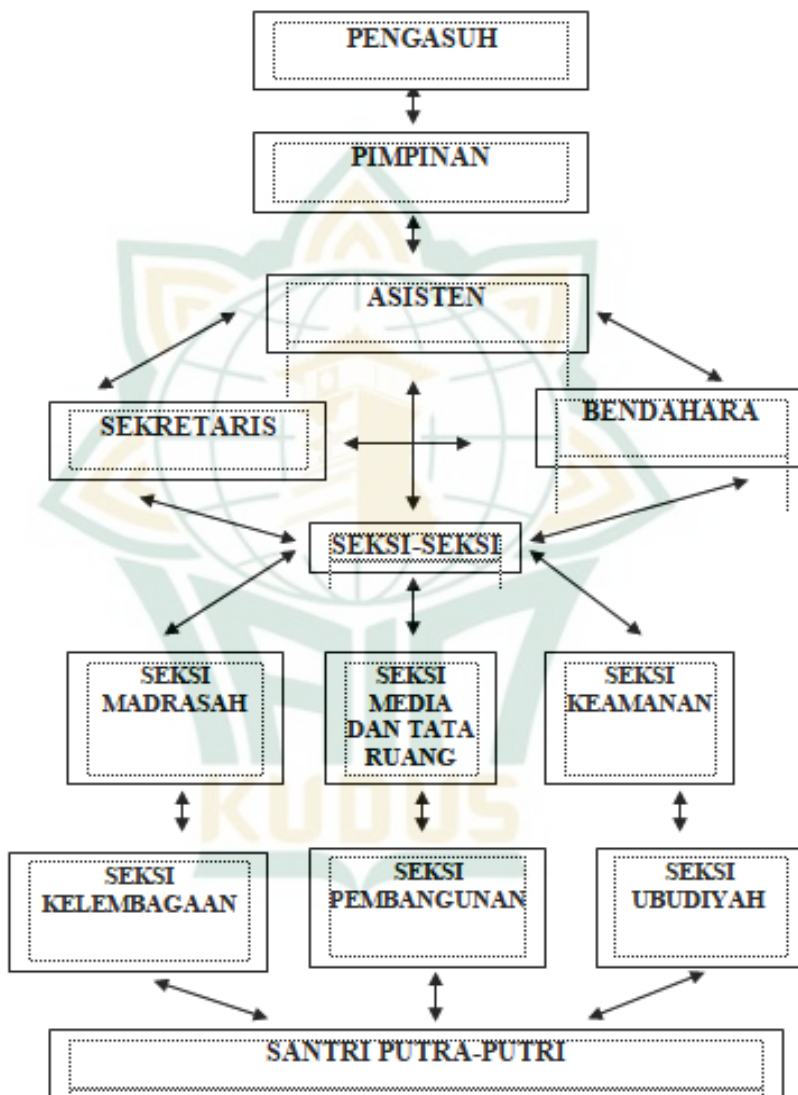 PENGASUH
PIMPINAN
ASISTEN
SEKRETARIS
BENDAHARA
SEKSI-SEKSI
SEKSI
MADRASAH
SEKSI
MEDIA
DAN TATA
RUANG
SEKSI
KEAMANAN
KUDUS
SEKSI
KELEMBAGAAN
SEKSI
PEMBANGUNAN
SEKSI
UBUDIYAH
SANTRI PUTRA-PUTRI